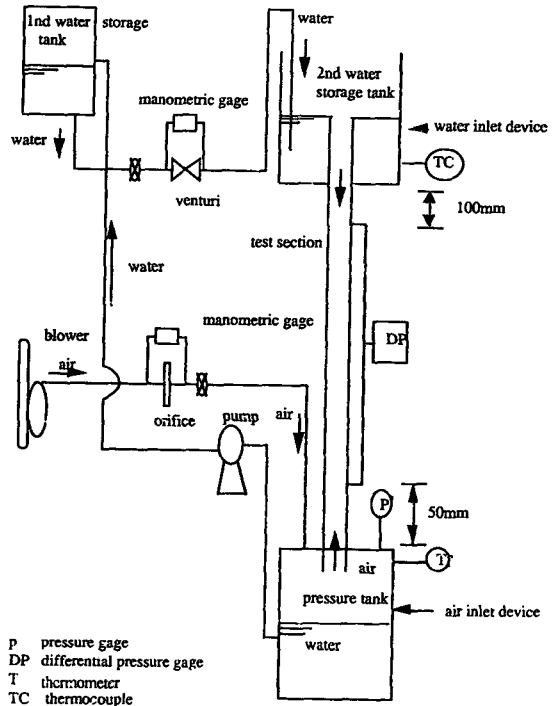 1nd water storage
tank
water
2nd water
storage tank
manometric gage
water inlet device
water
TC
venturi
100mm
test section
water
manometric gage
blower
air
DP
orifice
pump
air
P
50mm
T
air
pressure tank
air inlet device
water
P pressure gage
DP differential pressure gage
T thermometer
TC thermocouple